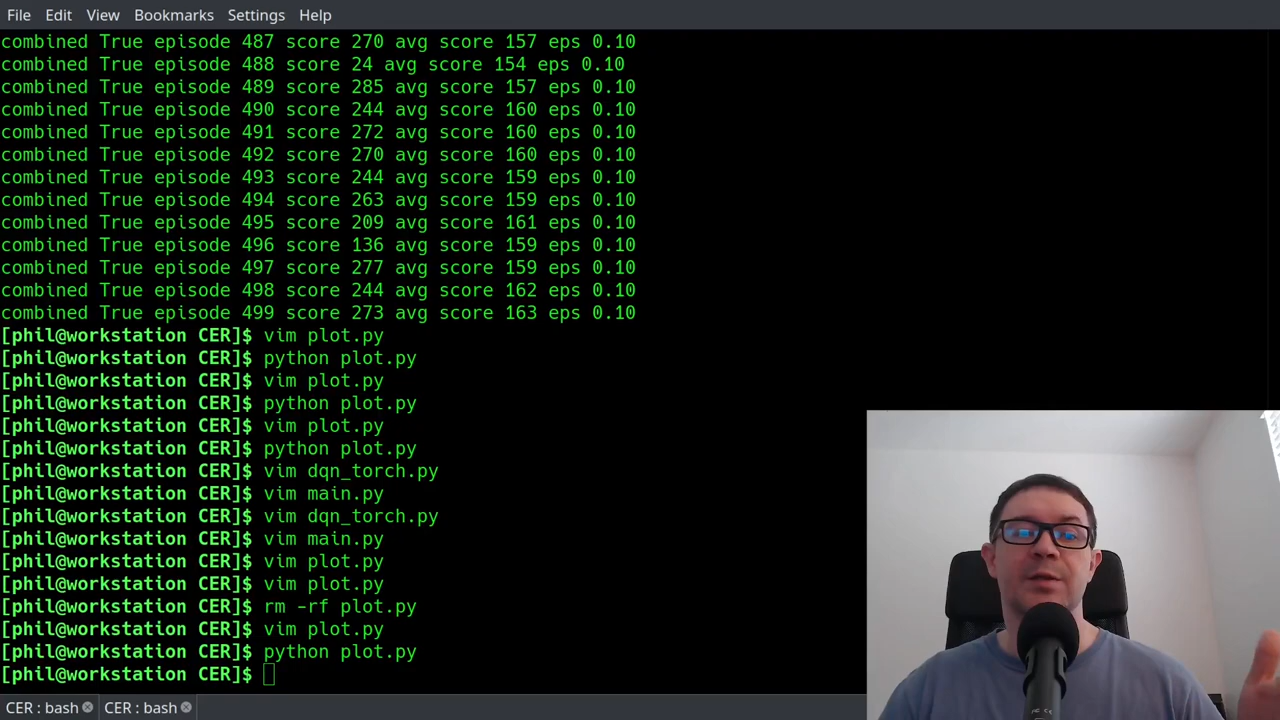 File Edit View Bookmarks Settings Help
combined True episode 487 score 270 avg score 157 eps 0.10
combined True episode 488 score 24 avg score 154 eps 0.10
combined True episode 489 score 285 avg score 157 eps 0.10
combined True episode 490 score 244 avg score 160 eps 0.10
combined True episode 491 score 272 avg score 160 eps 0.10
combined True episode 492 score 270 avg score 160 eps 0.10
combined True episode 493 score 244 avg score 159 eps 0.10
combined True episode 494 score 263 avg score 159 eps 0.10
combined True episode 495 score 209 avg score 161 eps 0.10
combined True episode 496 score 136 avg score 159 eps 0.10
combined True episode 497 score 277 avg score 159 eps 0.10
combined True episode 498 score 244 avg score 162 eps 0.10
combined True episode 499 score 273 avg score 163 eps 0.10
[phil@workstation CER]$ vim plot.py
[phil@workstation CER]$ python plot.py
[phil@workstation CER]$ vim plot.py
[phil@workstation CER]$ python plot.py
[phil@workstation CER]$ vim plot.py
[phil@workstation CER]$ python plot.py
[phil@workstation CER]$ vim dqn_torch.py
[phil@workstation CER]$ vim main.py
[phil@workstation CER]$ vim dqn_torch.py
[phil@workstation CER]$ vim main.py
[phil@workstation CER]$ vim plot.py
[phil@workstation CER]$ vim plot.py
[phil@workstation CER]$ rm -rf plot.py
[phil@workstation CER]$ vim plot.py
[phil@workstation CER]$ python plot.py
[phil@workstation CER]$
CER : bash CER : bash